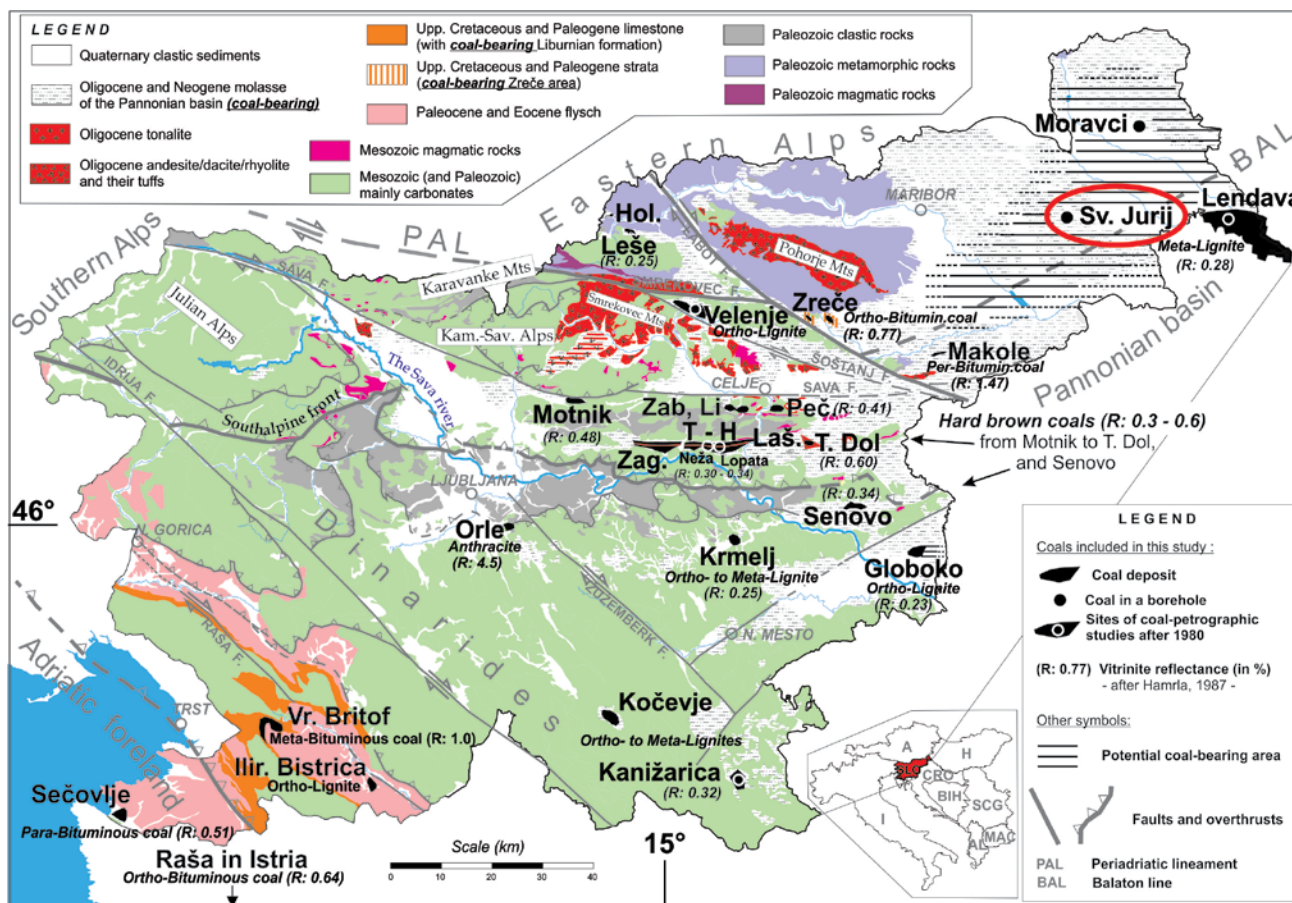 LEGEND
Quaternary clastic sediments
Oligocene and Neogene molasse
of the Pannonian basin (coal-bearing)
Oligocene tonalite
Oligocene andesite/dacite/rhyolite
and their tuffs
Upp. Cretaceous and Paleogene limestone
(with coal-bearing Liburnian formation)
Upp. Cretaceous and Paleogene strata
(coal-bearing Zreče area)
Paleocene and Eocene flysch
Mesozoic magmatic rocks
Mesozoic (and Paleozoic)
mainly carbonates
Paleozoic clastic rocks
Paleozoic metamorphic rocks
Paleozoic magmatic rocks
Southern Alps
PAL
Eastern Alps
BAL
Moravci
MARIBOR
Sv. Jurij
Lendava
Meta-Lignite
(R: 0.28)
Hol.
Leše
(R: 0.25)
LABOT F.
Pohorje Mts
SAVA F.
Karavanke Mts
SMREKOVEC F.
Smrekovec Mts
Julian Alps
Kam.-Sav. Alps
Velenje
Ortho-Lignite
Zreče
Ortho-Bitumin.coal
(R: 0.77)
Makole
Per-Bitumin.coal
(R: 1.47)
Pannonian basin
ŠOŠTANJ F.
SAVA F.
CELJE
IDRIJA F.
The Sava river
Southalpine front
Motnik
(R: 0.48)
Zab, Li
Peč
(R: 0.41)
T - H
Laš.
T. Dol
(R: 0.60)
Zag.
Neža
Lopata
(R: 0.30 - 0.34)
Hard brown coals (R: 0.3 - 0.6)
from Motnik to T. Dol,
and Senovo
LJUBLJANA
(R: 0.34)
Senovo
46°
N. GORICA
Orle
Anthracite
(R: 4.5)
Krmelj
Ortho- to Meta-Lignite
(R: 0.25)
Globoko
Ortho-Lignite
(R: 0.23)
Dinarides
ŽUŽEMBERK F.
N. MESTO
RAŠA F.
Adriatic foreland
TRST
Vr. Britof
Meta-Bituminous coal (R: 1.0)
Ilir. Bistrica
Ortho-Lignite
Kočevje
Ortho- to Meta-Lignites
Kanižarica
(R: 0.32)
Sečovlje
Para-Bituminous coal (R: 0.51)
Raša in Istria
Ortho-Bituminous coal (R: 0.64)
Scale (km)
0 10 20 30 40
15°
A
H
SLO
CRO
BIH
SCG
I
AL
MAC
LEGEND
Coals included in this study :
Coal deposit
Coal in a borehole
Sites of coal-petrographic
studies after 1980
(R: 0.77) Vitrinite reflectance (in %)
- after Hamrla, 1987 -
Other symbols:
Potential coal-bearing area
Faults and overthrusts
PAL Periadriatic lineament
BAL Balaton line